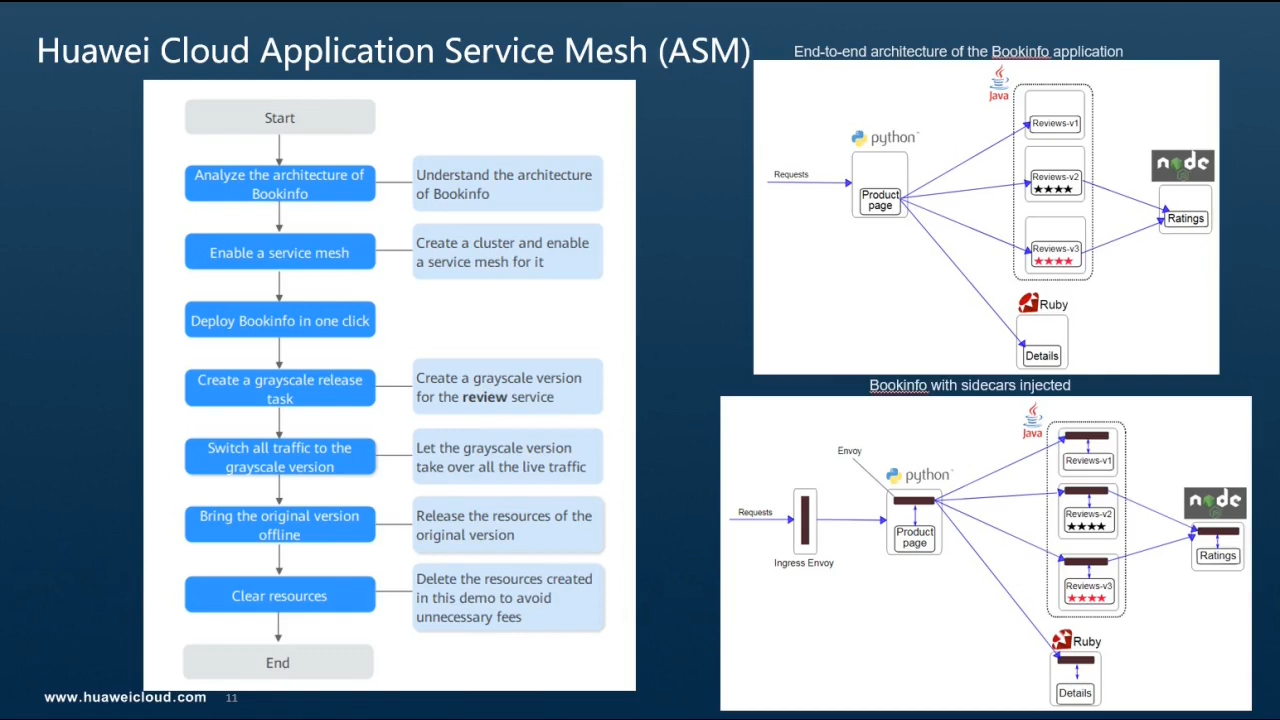 Huawei Cloud Application Service Mesh (ASM)
Start
Analyze the architecture of
Bookinfo
Understand the architecture
of Bookinfo
Enable a service mesh
Create a cluster and enable
a service mesh for it
Deploy Bookinfo in one click
Create a grayscale release
task
Create a grayscale version
for the review service
Switch all traffic to the
grayscale version
Let the grayscale version
take over all the live traffic
Bring the original version
offline
Release the resources of the
original version
Clear resources
Delete the resources created
in this demo to avoid
unnecessary fees
End
www.huaweicloud.com
11
End-to-end architecture of the Bookinfo application
Java
Reviews-v1
python™
node
Requests
Product
page
Reviews-v2
Ratings
Reviews-v3
Ruby
Details
Bookinfo with sidecars injected
Java
Envoy
python™
Reviews-v1
node
Requests
Reviews-v2
Product
page
Ratings
Ingress Envoy
Reviews-v3
Ruby
Details